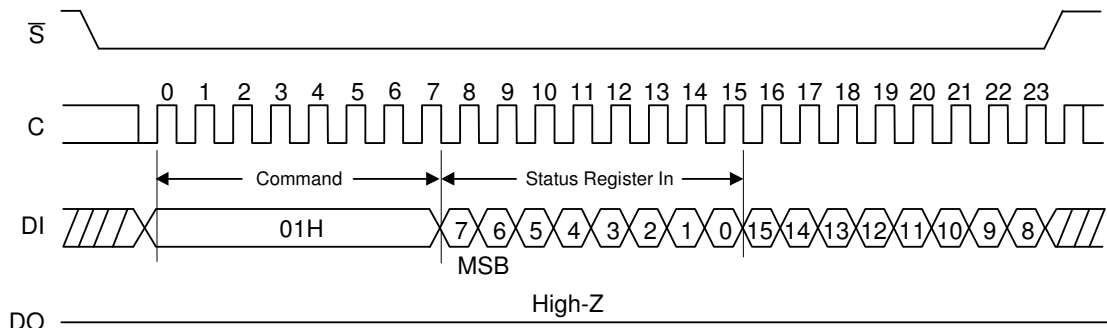 S
0 1 2 3 4 5 6 7 8 9 10 11 12 13 14 15 16 17 18 19 20 21 22 23
C
Command Status Register In
DI 01H 7 6 5 4 3 2 1 0 15 14 13 12 11 10 9 8
MSB
High-Z
DO